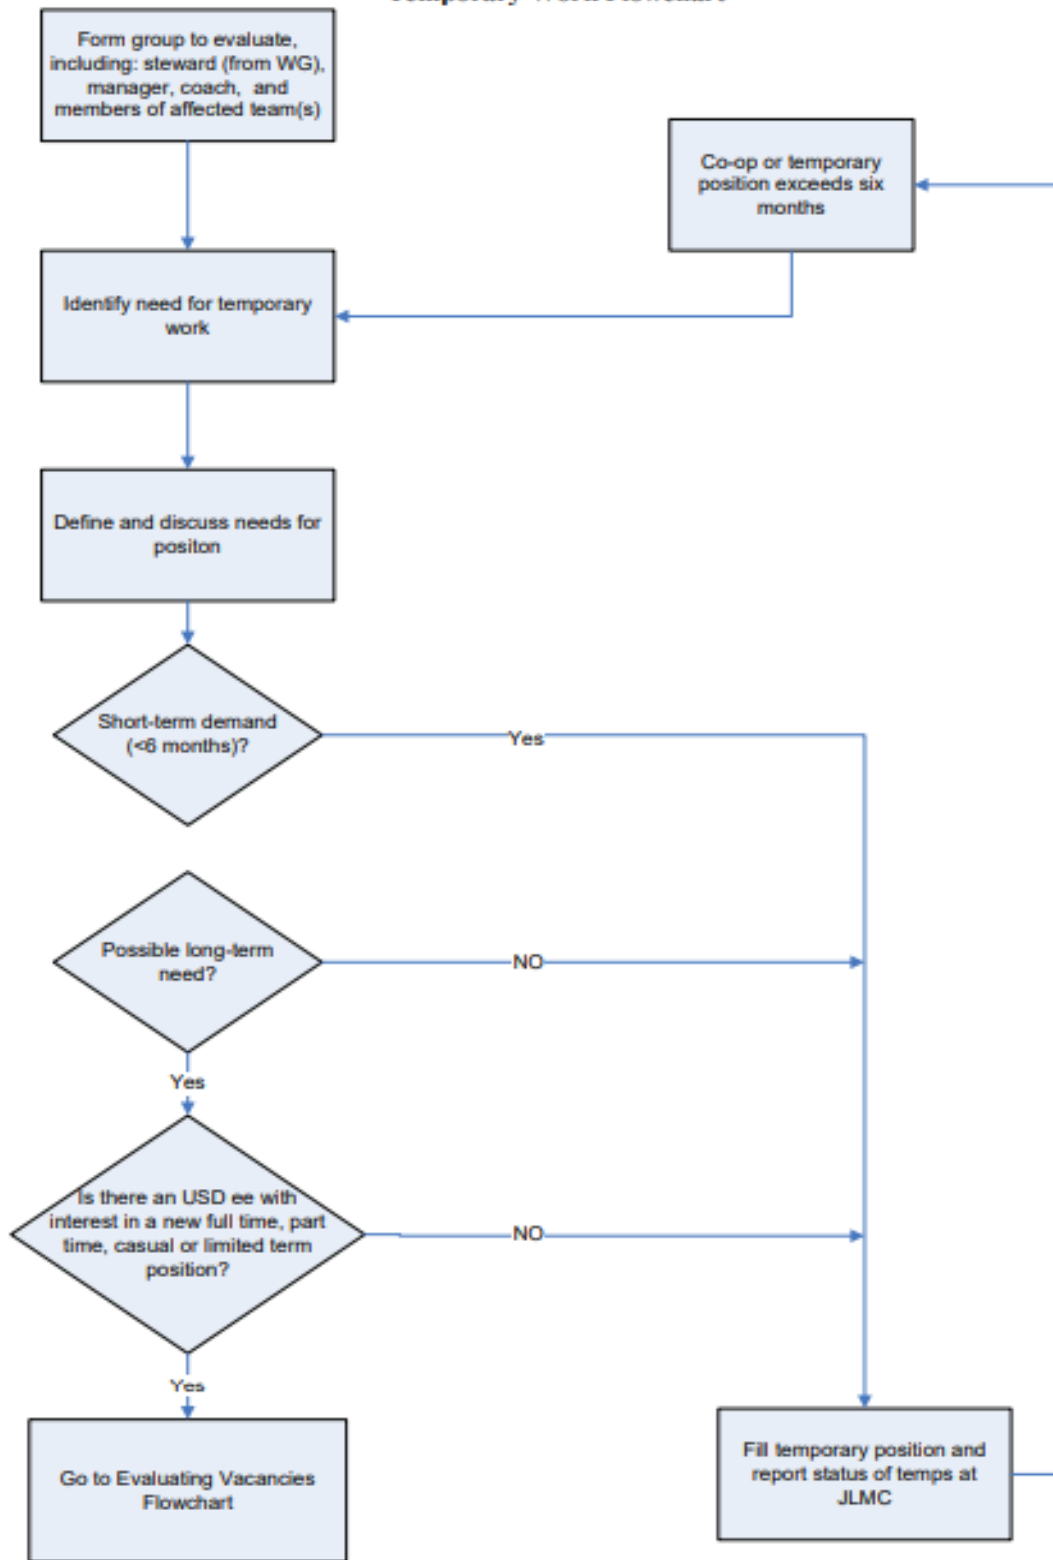 Form group to evaluate,
including: steward (from WG),
manager, coach, and
members of affected team(s)
Co-op or temporary
position exceeds six
months
Identify need for temporary
work
Define and discuss needs for
positon
Short-term demand
(<6 months)?
Yes
Possible long-term
need?
NO
Yes
Is there an USD ee with
interest in a new full time, part
time, casual or limited term
position?
NO
Yes
Go to Evaluating Vacancies
Flowchart
Fill temporary position and
report status of temps at
JLMC